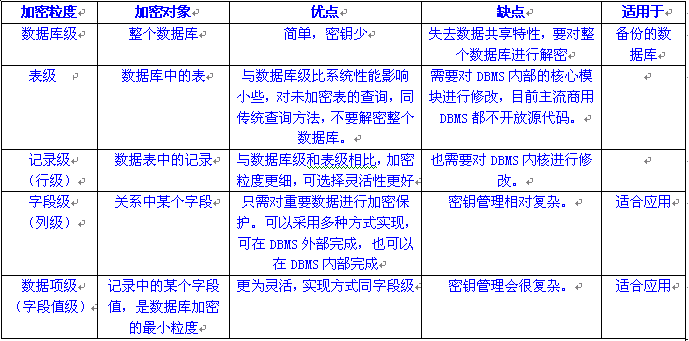 加密粒度 加密对象 优点 缺点 适用于
数据库级 整个数据库 简单，密钥少 失去数据共享特性，要对整 备份的数
个数据库进行解密 据库
表级 数据库中的表 与数据库级比系统性能影响 需要对 DBMS 内部的核心模
小些，对未加密表的查询，同 块进行修改，目前主流商用
传统查询方法，不要解密整个 DBMS 都不开放源代码。
数据库。
记录级 数据表中的记录 与数据库级和表级相比，加密 也需要对 DBMS 内核进行修
（行级） 粒度更细，可选择灵活性更好 改。
字段级 关系中某个字段 只需对重要数据进行加密保 密钥管理相对复杂。 适合应用
（列级） 护。可以采用多种方式实现，
可在 DBMS 外部完成，也可以
在 DBMS 内部完成
数据项级 记录中的某个字段 更为灵活，实现方式同字段级 密钥管理会很复杂。 适合应用
（字段值级） 值，是数据库加密
的最小粒度